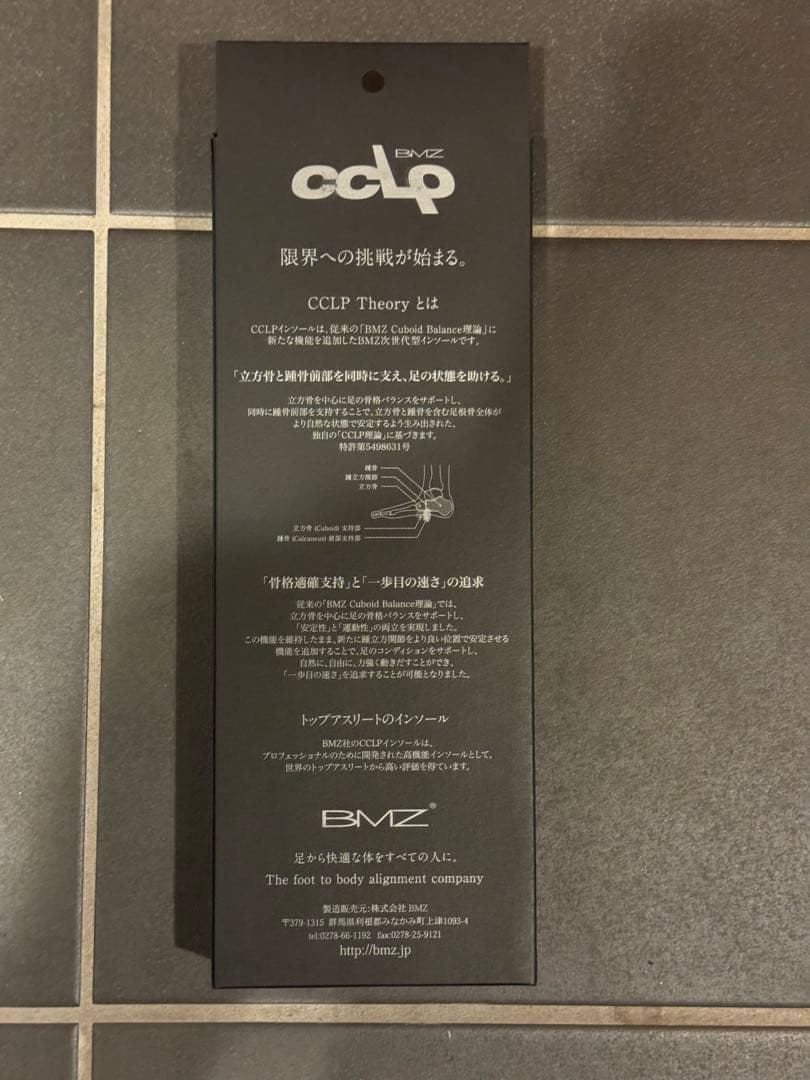 BMZ
CCLP
限界への挑戦が始まる。
CCLP Theory とは
CCLPインソールは、従来の「BMZ Cuboid Balance理論」に
新たな機能を追加したBMZ次世代型インソールです。
「立方骨と踵骨前部を同時に支え、足の状態を助ける。」
立方骨を中心に足の骨格バランスをサポートし、
同時に踵骨前部を支持することで、立方骨と踵骨を含む足根骨全体が
より自然な状態で安定するよう生み出された、
独自の「CCLP理論」に基づきます。
特許第5498631号
踵骨
踵立方関節
立方骨
立方骨 (Cuboid) 支持部
踵骨 (Calcaneus) 前部支持部
「骨格適確支持」と「一歩目の速さ」の追求
従来の「BMZ Cuboid Balance理論」では、
立方骨を中心に足の骨格バランスをサポートし、
「安定性」と「運動性」の両立を実現しました。
この機能を維持したまま、新たに踵立方関節をより良い位置で安定させる
機能を追加することで、足のコンディションをサポートし、
自然に、自由に、力強く動きだすことができ、
「一歩目の速さ」を追求することが可能となりました。
トップアスリートのインソール
BMZ社のCCLPインソールは、
プロフェッショナルのために開発された高機能インソールとして、
世界のトップアスリートから高い評価を得ています。
BMZ®
足から快適な体をすべての人に。
The foot to body alignment company
製造販売元:株式会社 BMZ
〒379-1315 群馬県利根郡みなかみ町上津1093-4
tel:0278-66-1192 fax:0278-25-9121
http://bmz.jp